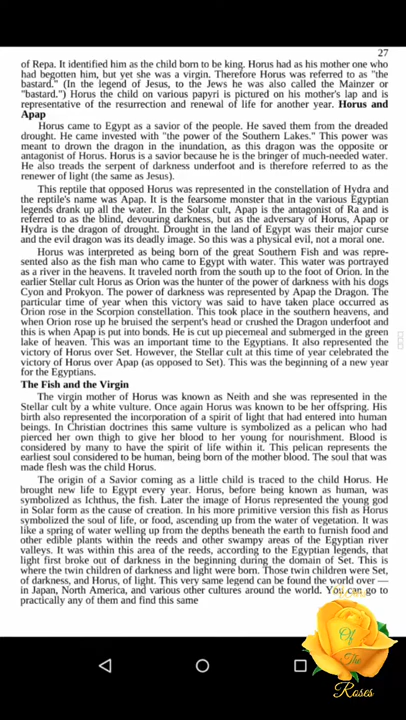 27
of Repa. It identified him as the child born to be king. Horus had as his mother one who
had begotten him, but yet she was a virgin. Therefore Horus was referred to as "the
bastard." (In the legend of Jesus, to the Jews he was also called the Mainzer or
"bastard.") Horus the child on various papyri is pictured on his mother's lap and is
representative of the resurrection and renewal of life for another year. Horus and
Apap
Horus came to Egypt as a savior of the people. He saved them from the dreaded
drought. He came invested with "the power of the Southern Lakes." This power was
meant to drown the dragon in the inundation, as this dragon was the opposite or
antagonist of Horus. Horus is a savior because he is the bringer of much-needed water.
He also treads the serpent of darkness underfoot and is therefore referred to as the
renewer of light (the same as Jesus).
This reptile that opposed Horus was represented in the constellation of Hydra and
the reptile's name was Apap. It is the fearsome monster that in the various Egyptian
legends drank up all the water. In the Solar cult, Apap is the antagonist of Ra and is
referred to as the blind, devouring darkness, but as the adversary of Horus, Apap or
Hydra is the dragon of drought. Drought in the land of Egypt was their major curse
and the evil dragon was its deadly image. So this was a physical evil, not a moral one.
Horus was interpreted as being born of the great Southern Fish and was repre-
sented also as the fish man who came to Egypt with water. This water was portrayed
as a river in the heavens. It traveled north from the south up to the foot of Orion. In the
earlier Stellar cult Horus as Orion was the hunter of the power of darkness with his dogs
Cyon and Prokyon. The power of darkness was represented by Apap the Dragon. The
particular time of year when this victory was said to have taken place occurred as
Orion rose in the Scorpion constellation. This took place in the southern heavens, and
when Orion rose up he bruised the serpent's head or crushed the Dragon underfoot and
this is when Apap is put into bonds. He is cut up piecemeal and submerged in the green
lake of heaven. This was an important time to the Egyptians. It also represented the
victory of Horus over Set. However, the Stellar cult at this time of year celebrated the
victory of Horus over Apap (as opposed to Set). This was the beginning of a new year
for the Egyptians.
The Fish and the Virgin
The virgin mother of Horus was known as Neith and she was represented in the
Stellar cult by a white vulture. Once again Horus was known to be her offspring. His
birth also represented the incorporation of a spirit of light that had entered into human
beings. In Christian doctrines this same vulture is symbolized as a pelican who had
pierced her own thigh to give her blood to her young for nourishment. Blood is
considered by many to have the spirit of life within it. This pelican represents the
earliest soul considered to be human, being born of the mother blood. The soul that was
made flesh was the child Horus.
The origin of a Savior coming as a little child is traced to the child Horus. He
brought new life to Egypt every year. Horus, before being known as human, was
symbolized as Ichthus, the fish. Later the image of Horus represented the young god
in Solar form as the cause of creation. In his more primitive version this fish as Horus
symbolized the soul of life, or food, ascending up from the water of vegetation. It was
like a spring of water welling up from the depths beneath the earth to furnish food and
other edible plants within the reeds and other swampy areas of the Egyptian river
valleys. It was within this area of the reeds, according to the Egyptian legends, that
light first broke out of darkness in the beginning during the domain of Set. This is
where the twin children of darkness and light were born. Those twin children were Set,
of darkness, and Horus, of light. This very same legend can be found the world over —
in Japan, North America, and various other cultures around the world. You can go to
practically any of them and find this same
Of
The
Roses